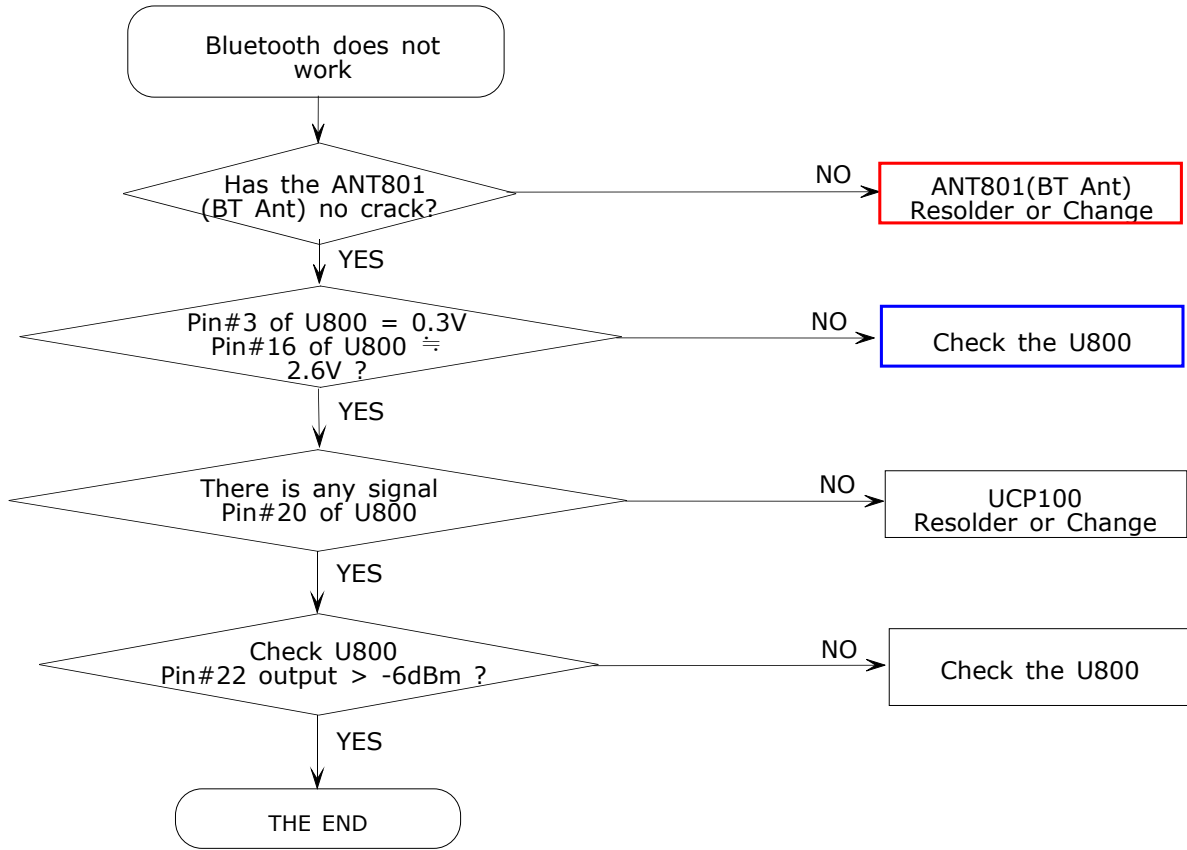 Bluetooth does not
work
Has the ANT801
(BT Ant) no crack?
NO
ANT801(BT Ant)
Resolder or Change
YES
Pin#3 of U800 = 0.3V
Pin#16 of U800 ≒
2.6V ?
NO
Check the U800
YES
There is any signal
Pin#20 of U800
NO
UCP100
Resolder or Change
YES
Check U800
Pin#22 output > -6dBm ?
NO
Check the U800
YES
THE END